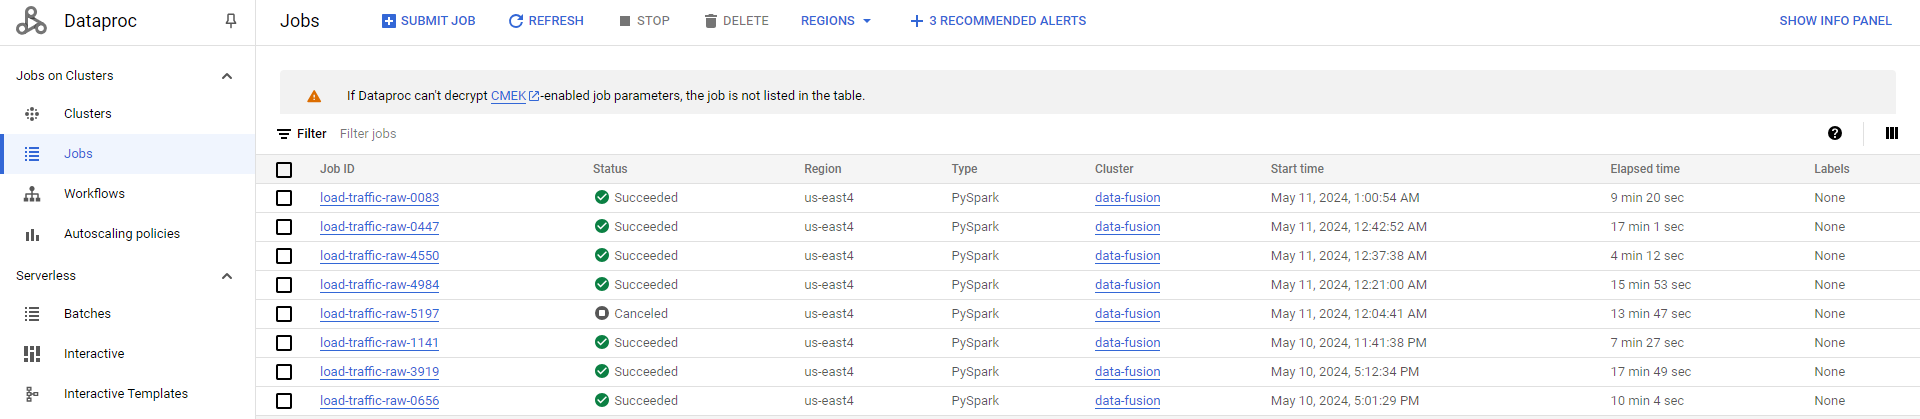 Dataproc
Jobs SUBMIT JOB REFRESH STOP DELETE REGIONS 3 RECOMMENDED ALERTS SHOW INFO PANEL
Jobs on Clusters
Clusters
Jobs
Workflows
Autoscaling policies
Serverless
Batches
Interactive
Interactive Templates
If Dataproc can't decrypt CMEK-enabled job parameters, the job is not listed in the table.
Filter Filter jobs
Job ID Status Region Type Cluster Start time Elapsed time Labels
load-traffic-raw-0083 Succeeded us-east4 PySpark data-fusion May 11, 2024, 1:00:54 AM 9 min 20 sec None
load-traffic-raw-0447 Succeeded us-east4 PySpark data-fusion May 11, 2024, 12:42:52 AM 17 min 1 sec None
load-traffic-raw-4550 Succeeded us-east4 PySpark data-fusion May 11, 2024, 12:37:38 AM 4 min 12 sec None
load-traffic-raw-4984 Succeeded us-east4 PySpark data-fusion May 11, 2024, 12:21:00 AM 15 min 53 sec None
load-traffic-raw-5197 Canceled us-east4 PySpark data-fusion May 11, 2024, 12:04:41 AM 13 min 47 sec None
load-traffic-raw-1141 Succeeded us-east4 PySpark data-fusion May 10, 2024, 11:41:38 PM 7 min 27 sec None
load-traffic-raw-3919 Succeeded us-east4 PySpark data-fusion May 10, 2024, 5:12:34 PM 17 min 49 sec None
load-traffic-raw-0656 Succeeded us-east4 PySpark data-fusion May 10, 2024, 5:01:29 PM 10 min 4 sec None